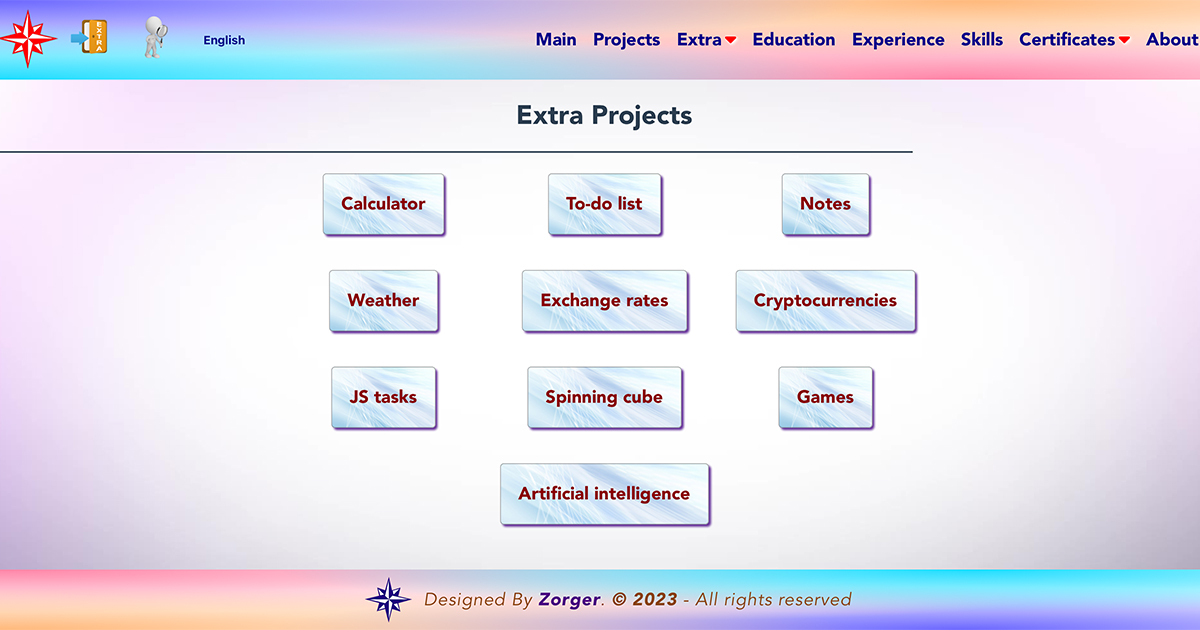 EXTRA
English
Main Projects Extra Education Experience Skills Certificates About
Extra Projects
Calculator To-do list Notes
Weather Exchange rates Cryptocurrencies
JS tasks Spinning cube Games
Artificial intelligence
Designed By Zorger. © 2023 - All rights reserved